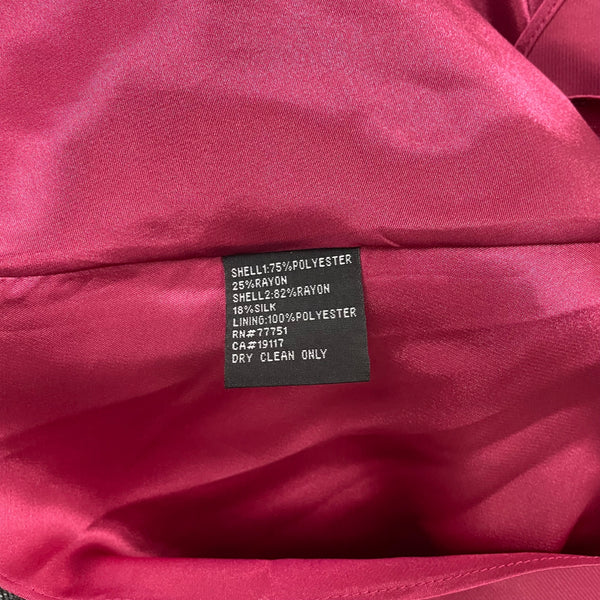 SHELL1:75%POLYESTER
25%RAYON
SHELL2:82%RAYON
18%SILK
LINING:100%POLYESTER
RN#77751
CA#19117
DRY CLEAN ONLY